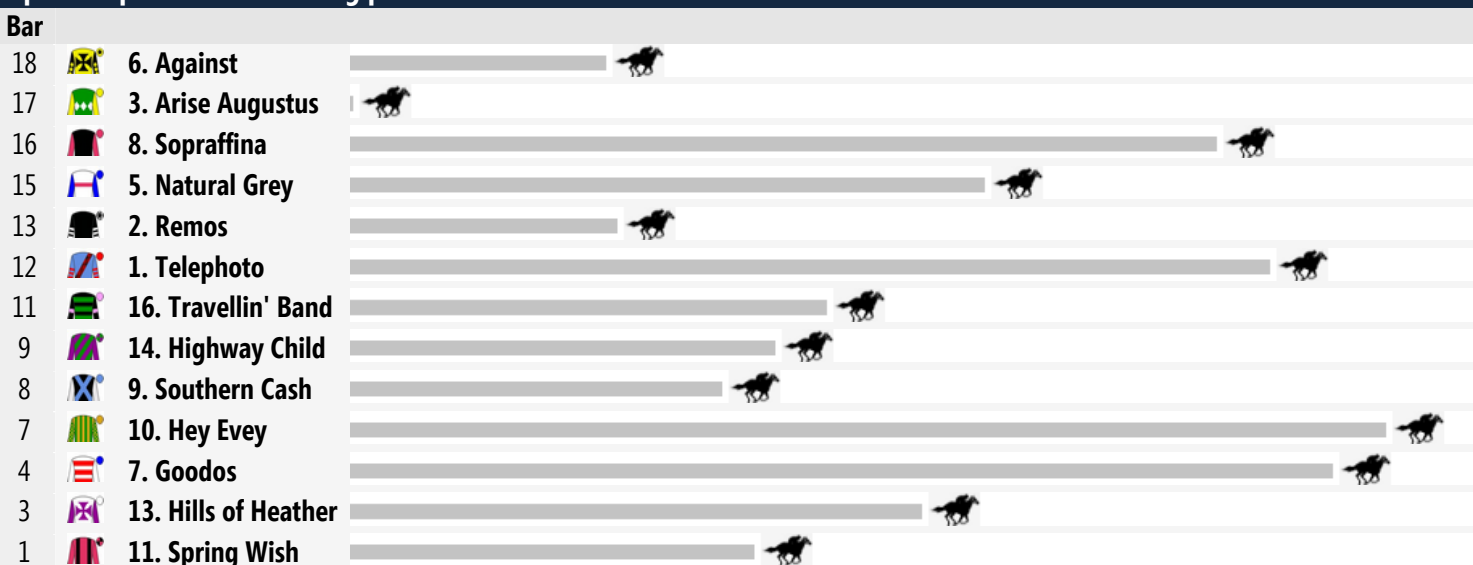 Bar
18 6. Against
17 3. Arise Augustus
16 8. Sopraffina
15 5. Natural Grey
13 2. Remos
12 1. Telephoto
11 16. Travellin' Band
9 14. Highway Child
8 9. Southern Cash
7 10. Hey Evey
4 7. Goodos
3 13. Hills of Heather
1 11. Spring Wish